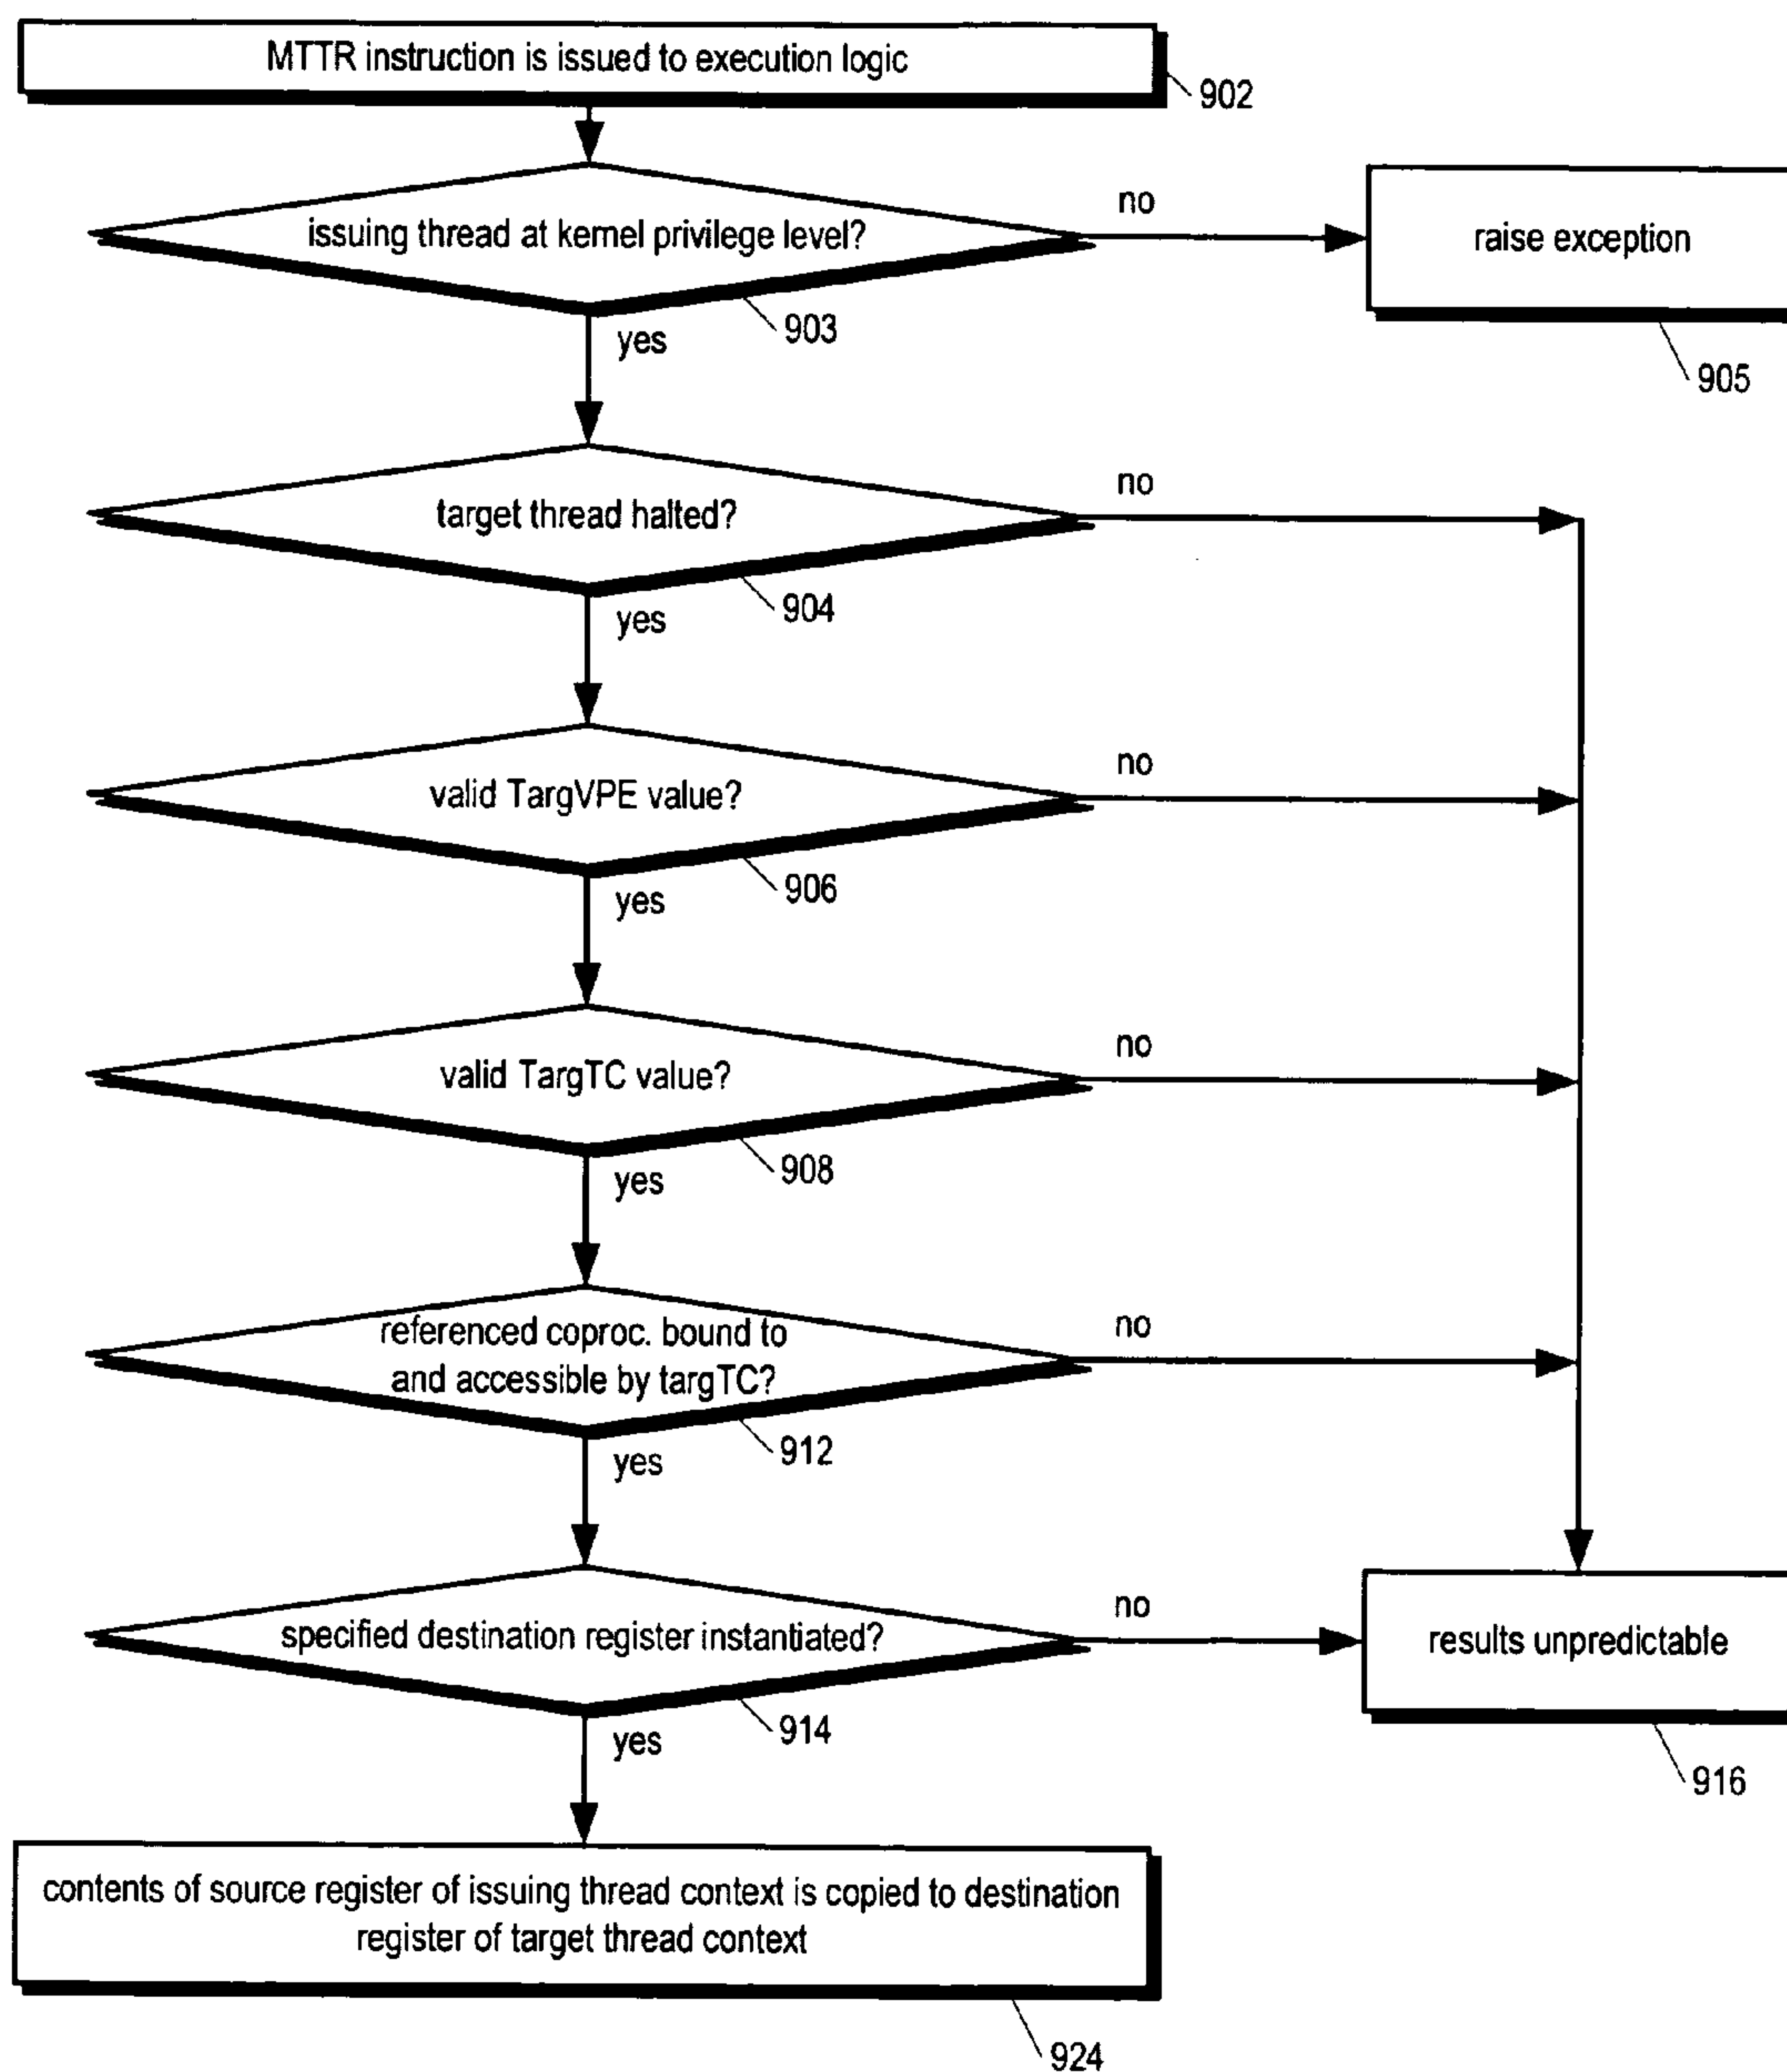 MTTR instruction is issued to execution logic
902
issuing thread at kernel privilege level?
no
raise exception
903
yes
905
target thread halted?
no
904
yes
valid TargVPE value?
no
906
yes
valid TargTC value?
no
908
yes
referenced coproc. bound to
and accessible by targTC?
no
912
yes
specified destination register instantiated?
no
results unpredictable
914
yes
916
contents of source register of issuing thread context is copied to destination
register of target thread context
924